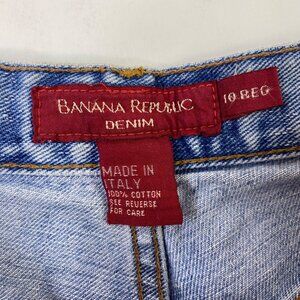 BANANA REPUBLIC
DENIM
10 REG
MADE IN
ITALY
100% COTTON
SEE REVERSE
FOR CARE